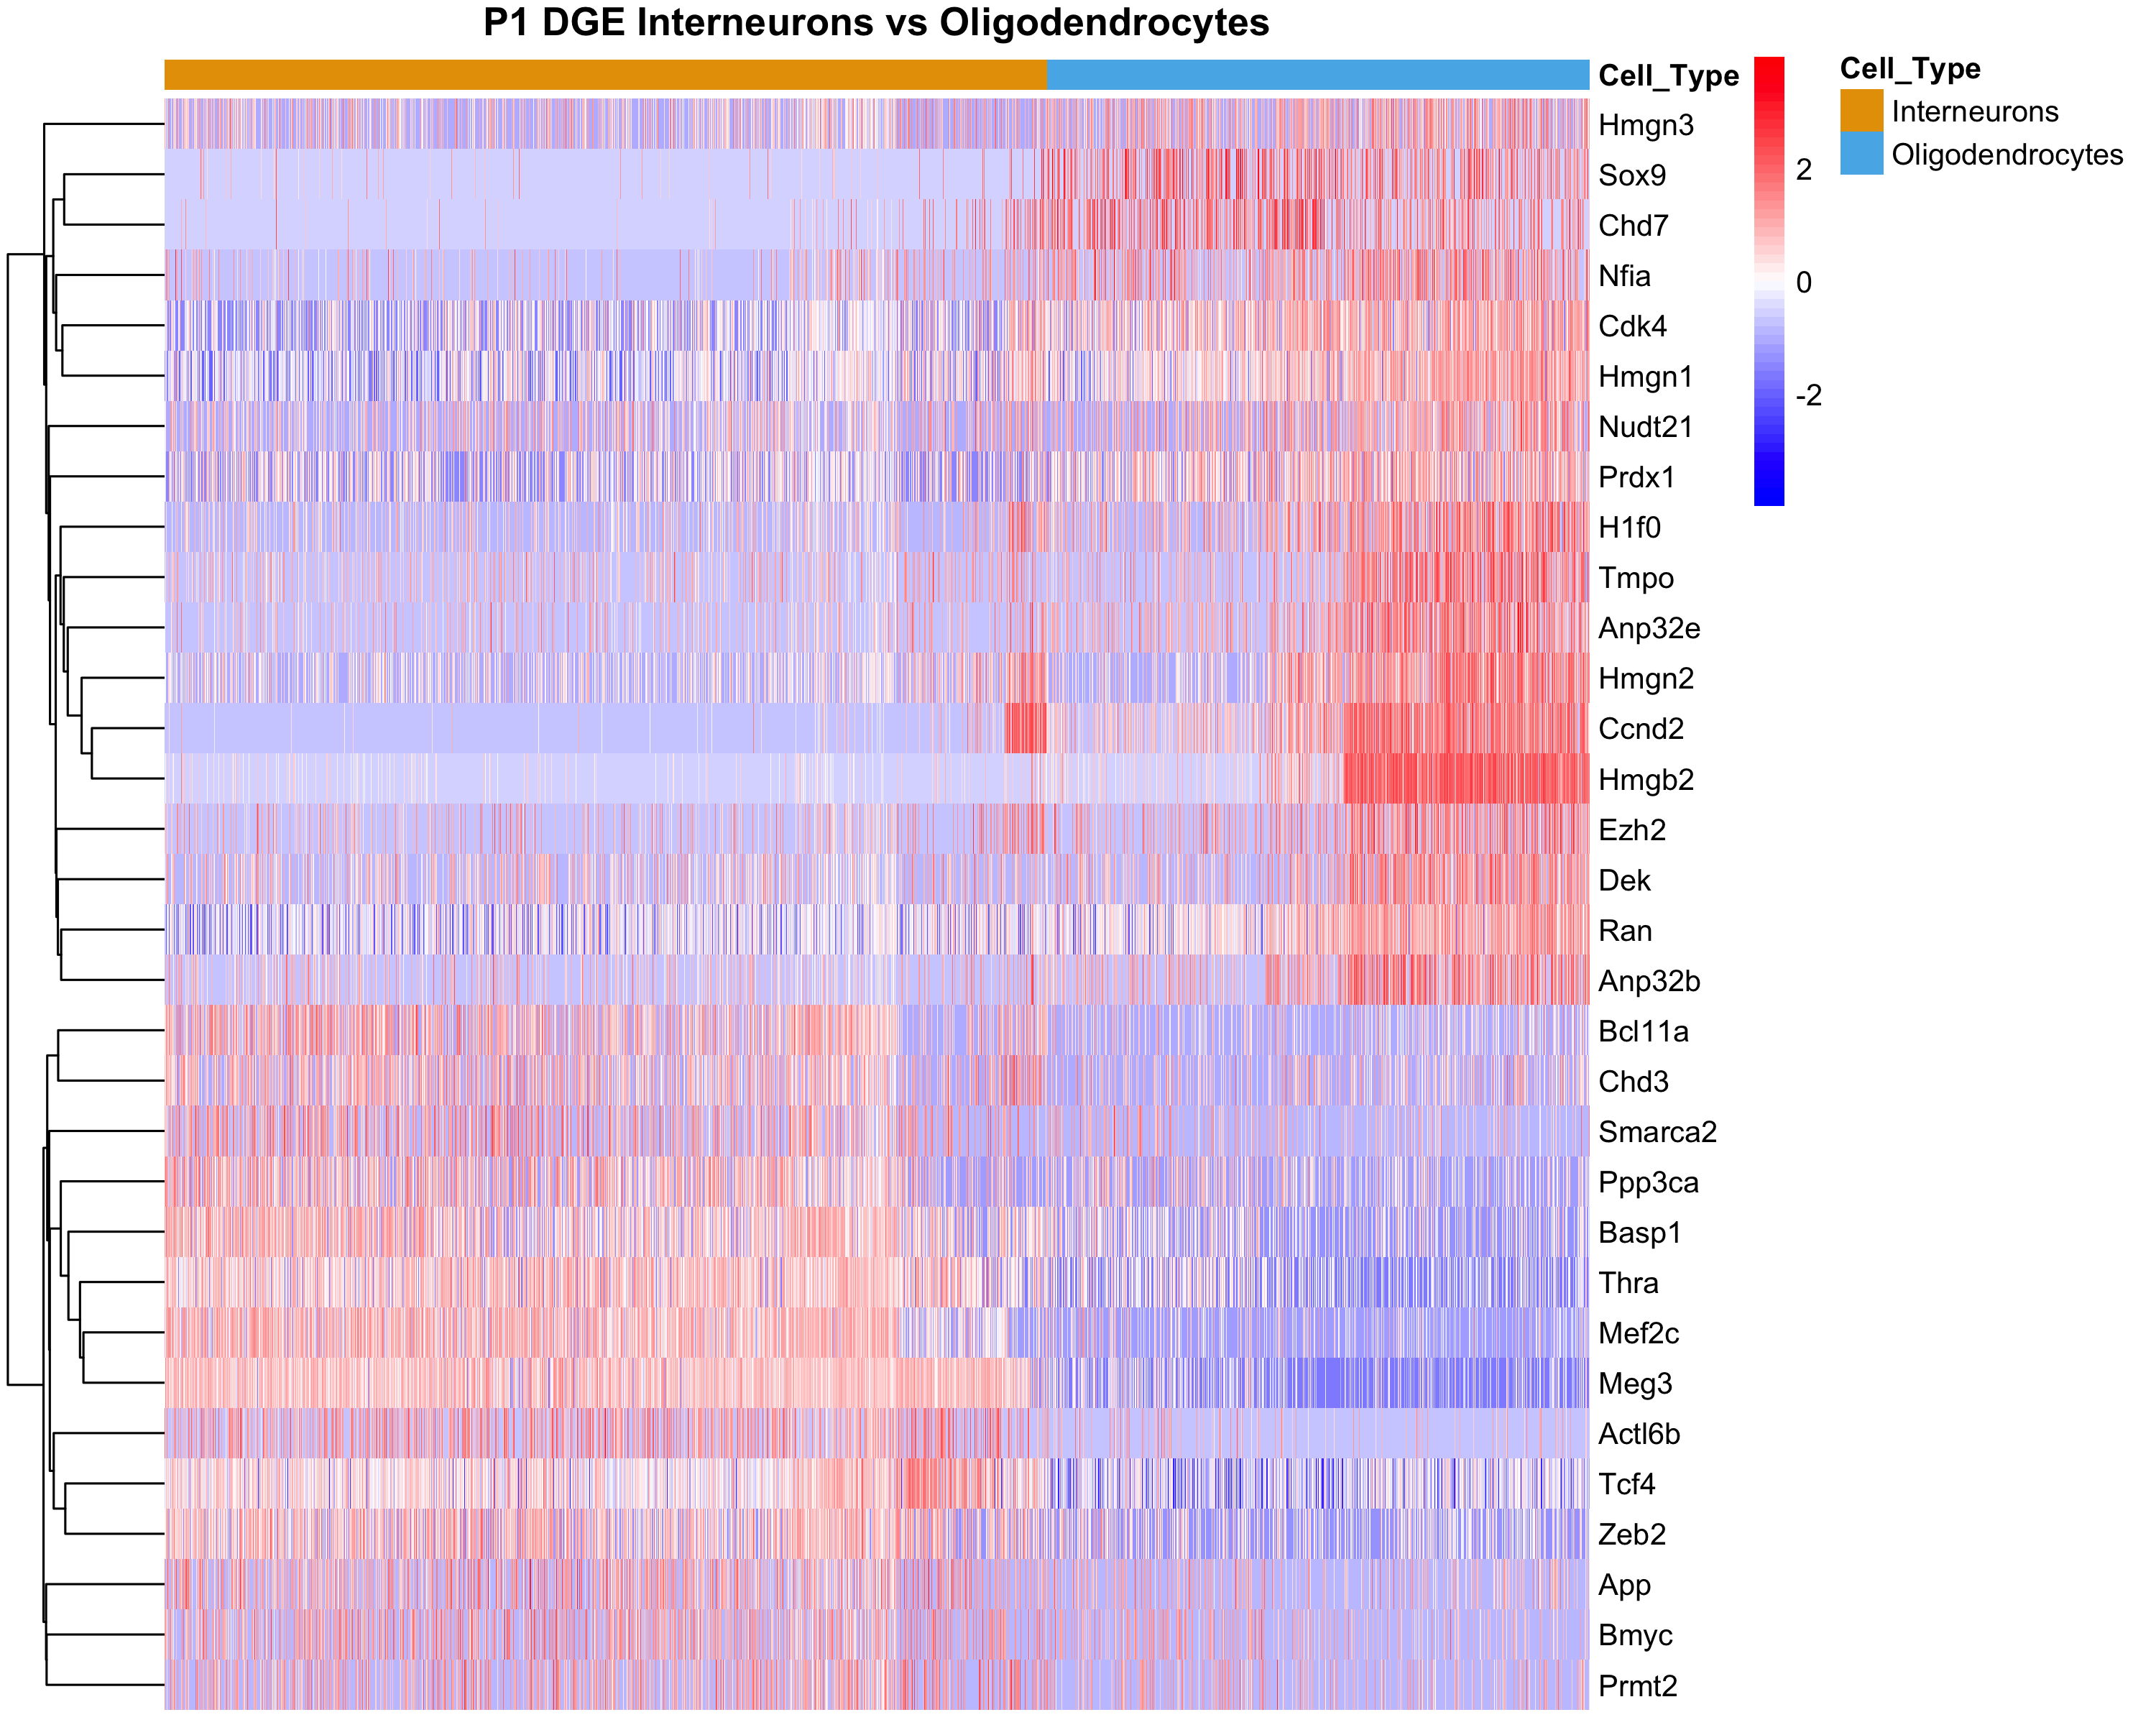 P1 DGE Interneurons vs Oligodendrocytes
Cell_Type
Hmgn3
Sox9
Chd7
Nfia
Cdk4
Hmgn1
Nudt21
Prdx1
H1f0
Tmpo
Anp32e
Hmgn2
Ccnd2
Hmgb2
Ezh2
Dek
Ran
Anp32b
Bcl11a
Chd3
Smarca2
Ppp3ca
Basp1
Thra
Mef2c
Meg3
Actl6b
Tcf4
Zeb2
App
Bmyc
Prmt2
2
0
-2
Cell_Type
Interneurons
Oligodendrocytes